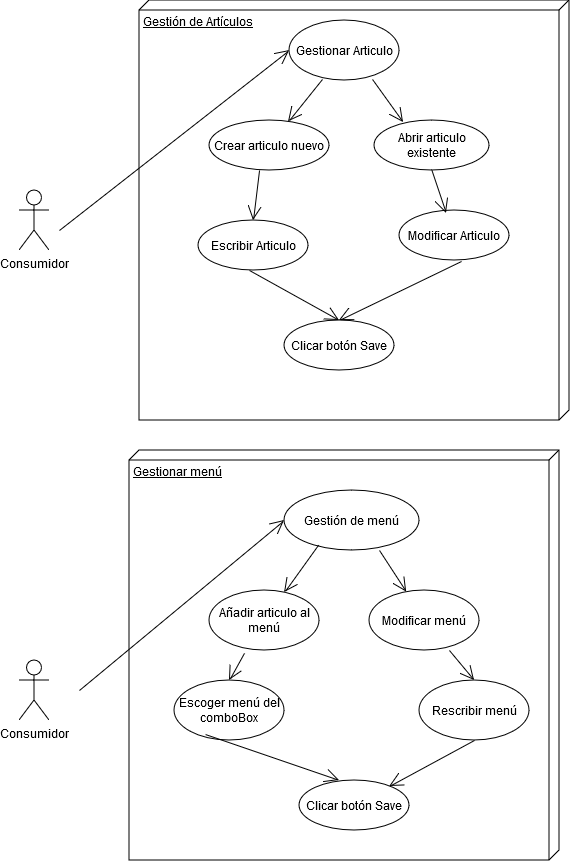 Gestión de Artículos
Gestionar Articulo
Crear articulo nuevo
Abrir articulo
existente
Escribir Articulo
Modificar Articulo
Consumidor
Clicar botón Save
Gestionar menú
Gestión de menú
Añadir articulo al
menú
Modificar menú
Escoger menú del
comboBox
Rescribir menú
Consumidor
Clicar botón Save